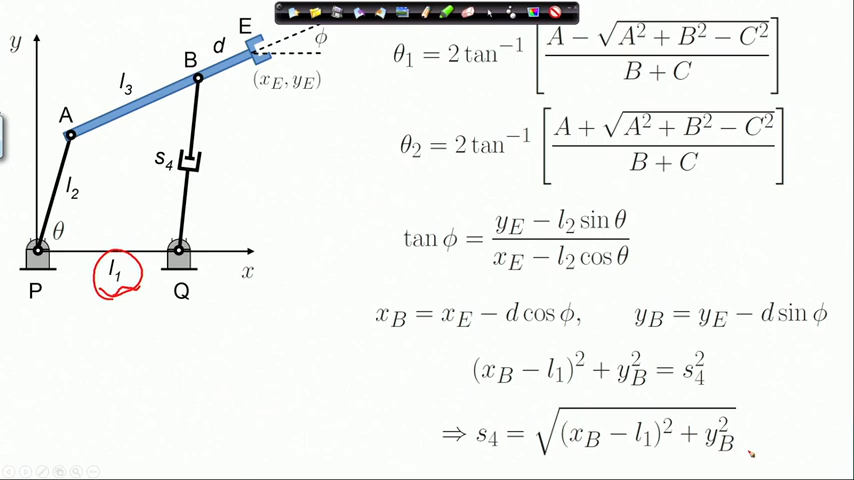 y
E
ϕ
d
B
(x_E, y_E)
l_3
A
s_4
l_2
θ
l_1
x
P
Q
θ_1 = 2 tan^{-1} [ (A − √(A^2 + B^2 − C^2)) / (B + C) ]
θ_2 = 2 tan^{-1} [ (A + √(A^2 + B^2 − C^2)) / (B + C) ]
tan ϕ = (y_E − l_2 sin θ) / (x_E − l_2 cos θ)
x_B = x_E − d cos ϕ, y_B = y_E − d sin ϕ
(x_B − l_1)^2 + y_B^2 = s_4^2
⇒ s_4 = √((x_B − l_1)^2 + y_B^2)